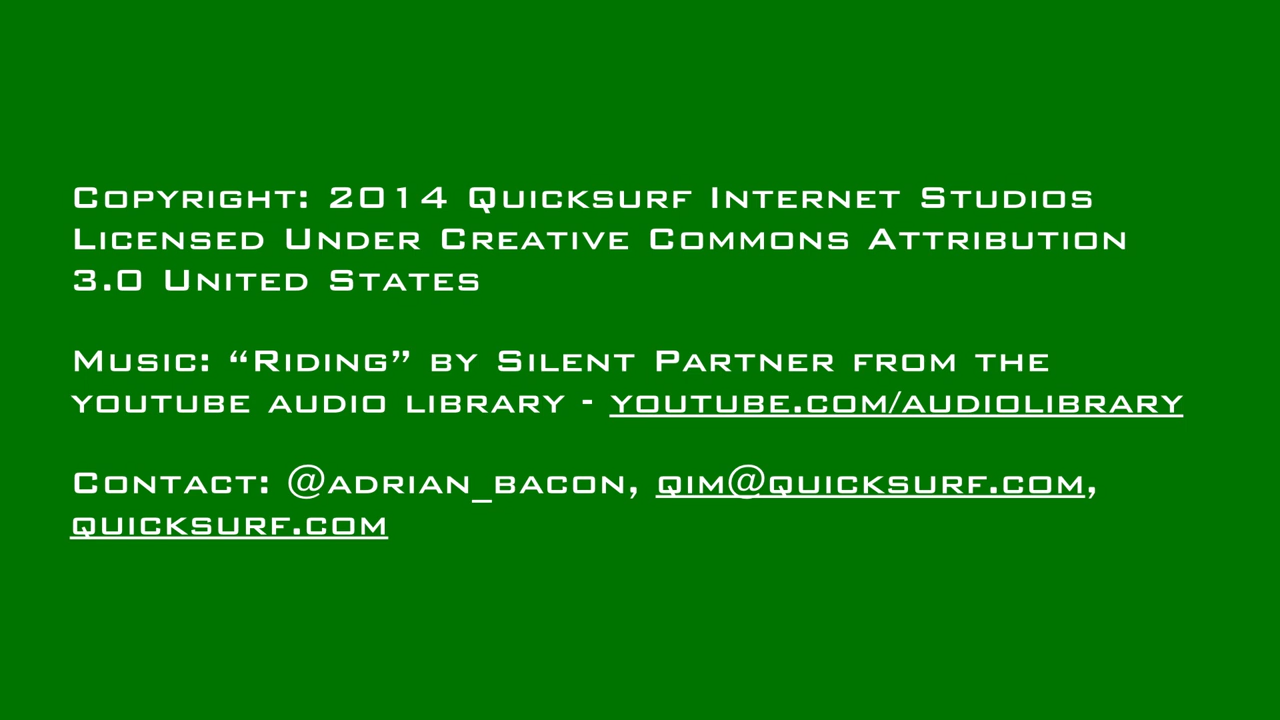 Copyright: 2014 Quicksurf Internet Studios
Licensed Under Creative Commons Attribution
3.0 United States
Music: “Riding” by Silent Partner from the
youtube audio library - youtube.com/audiolibrary
Contact: @adrian_bacon, qim@quicksurf.com,
quicksurf.com